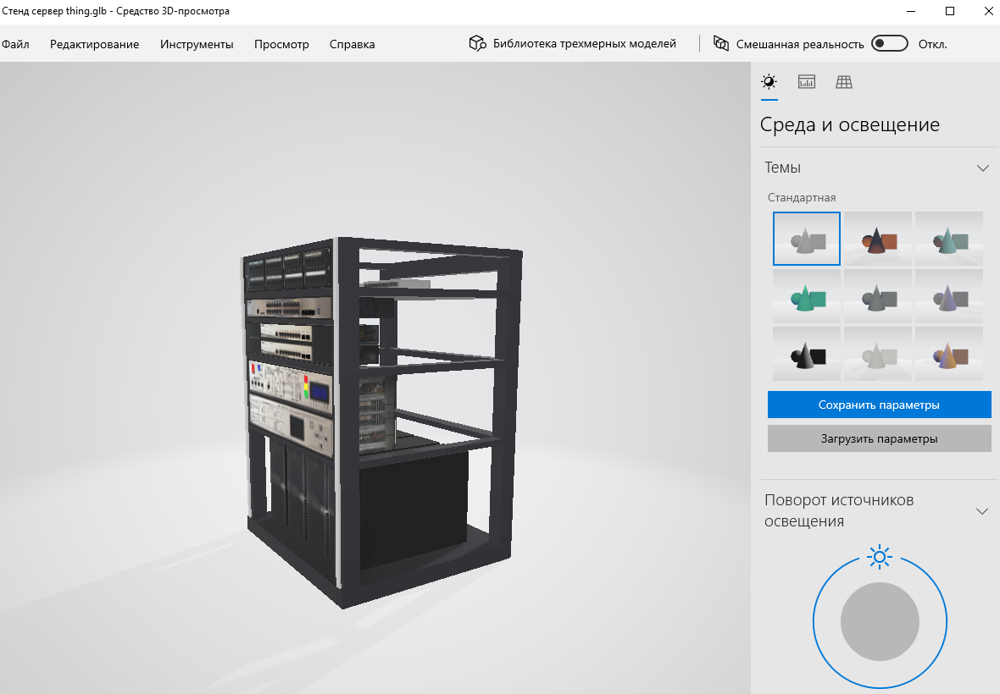 Стенд сервер thing.glb - Средство 3D-просмотра
Файл Редактирование Инструменты Просмотр Справка Библиотека трехмерных моделей Смешанная реальность Откл.
Среда и освещение
Темы
Стандартная
Сохранить параметры
Загрузить параметры
Поворот источников
освещения